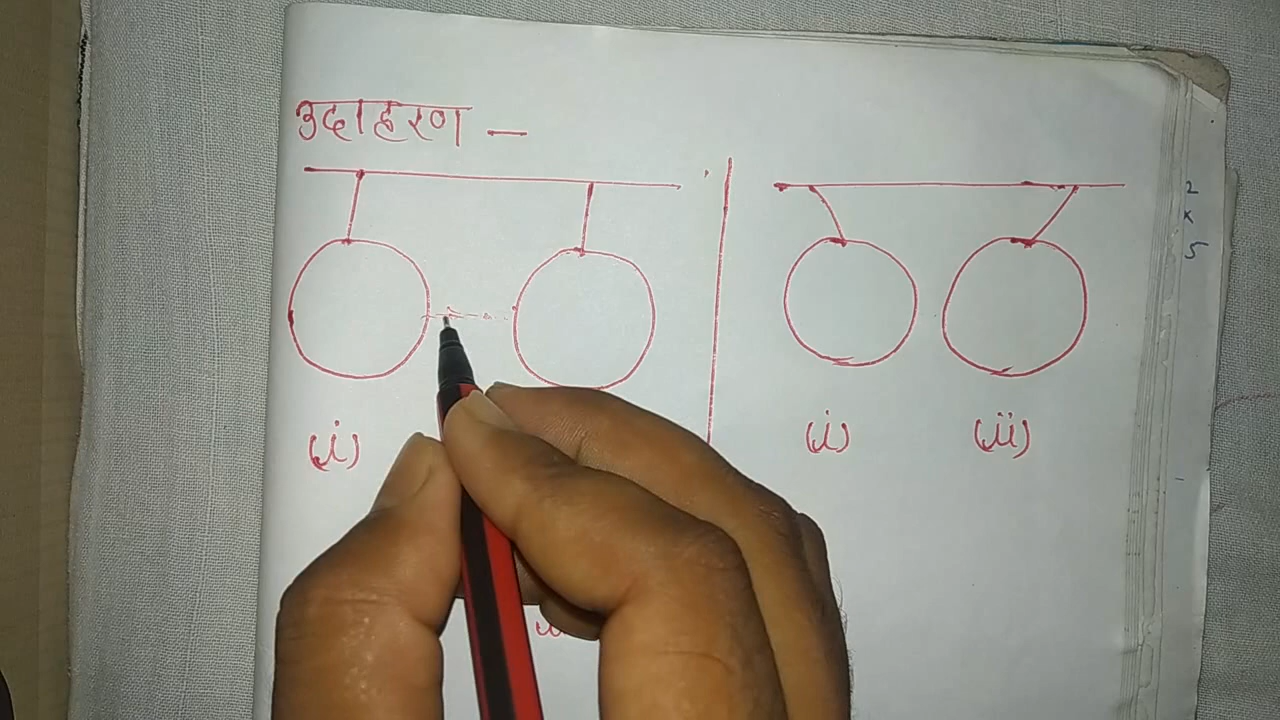 उदाहरण —
(i)
(i) (ii)